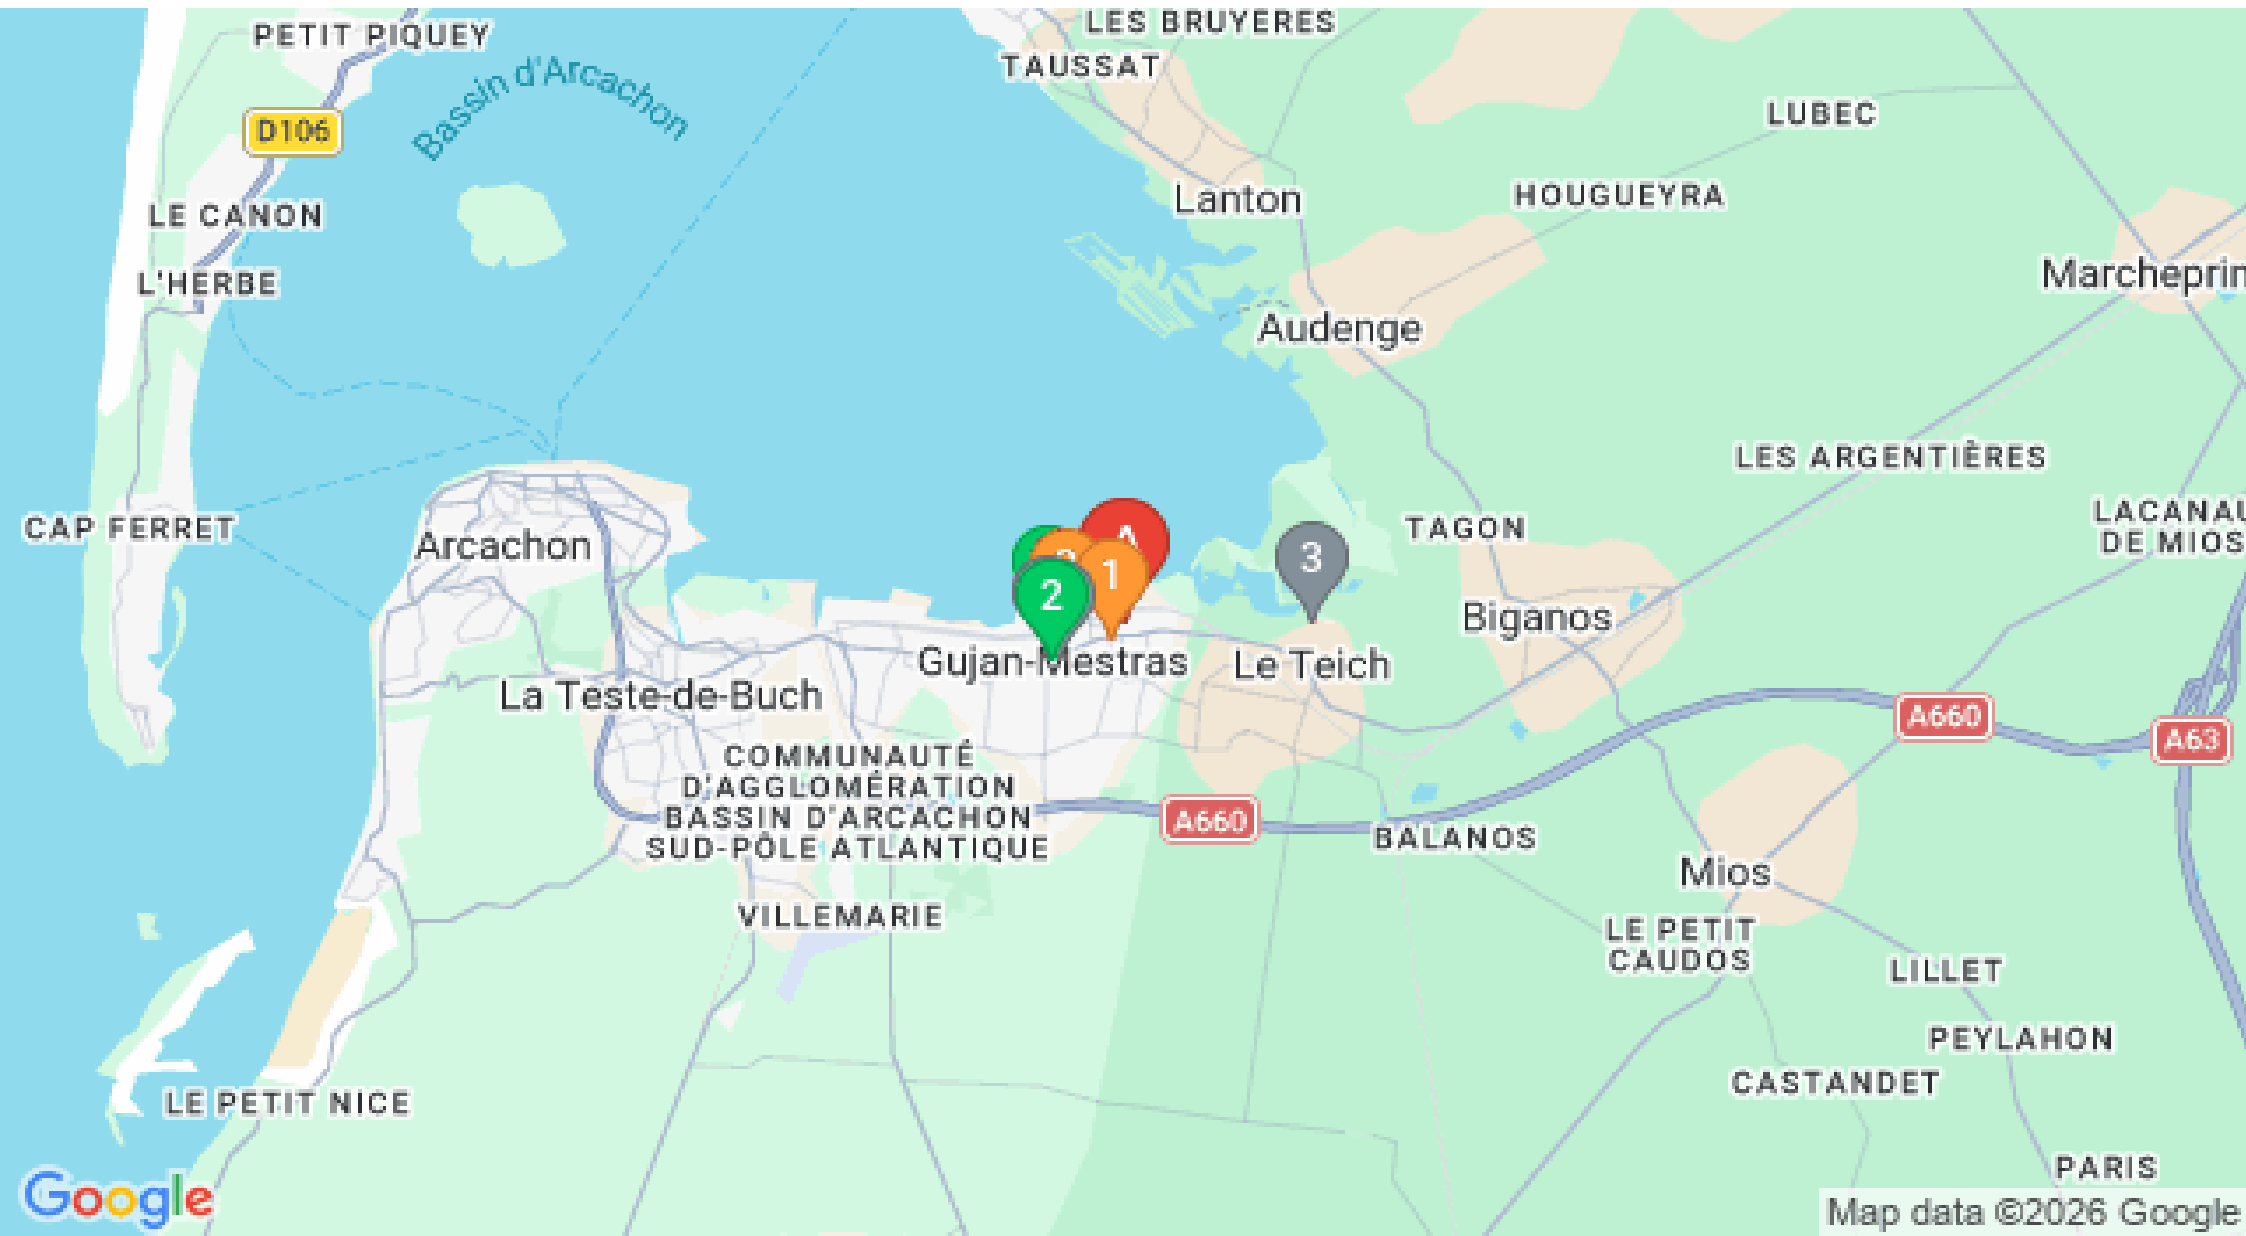 PETIT PIQUEY
LES BRUYERES
TAUSSAT
Bassin d'Arcachon
D106
LUBEC
LE CANON
Lanton
HOUGUEYRA
L'HERBE
Marcheprin
Audenge
LES ARGENTIÈRES
CAP FERRET
Arcachon
A
TAGON
LACANAU
DE MIOS
1
3
2
Biganos
Gujan-Mestras
Le Teich
La Teste-de-Buch
A660
A63
COMMUNAUTÉ
D'AGGLOMÉRATION
BASSIN D'ARCACHON
SUD-PÔLE ATLANTIQUE
A660
BALANOS
Mios
VILLEMARIE
LE PETIT
CAUDOS
LILLET
PEYLAHON
CASTANDET
LE PETIT NICE
PARIS
Google
Map data ©2026 Google